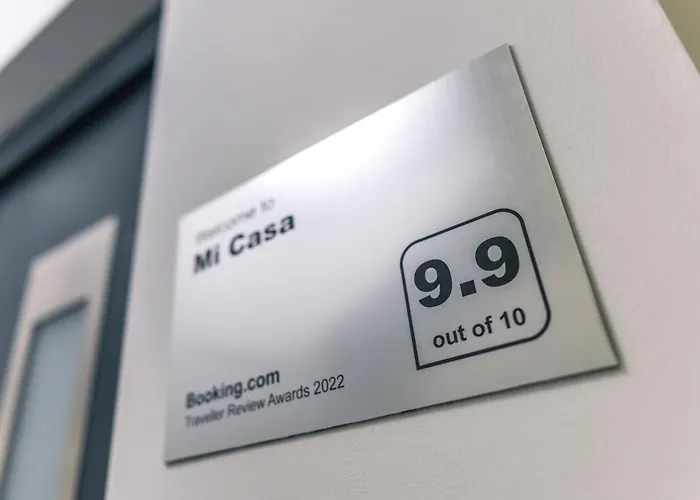 Welcome to
Mi Casa
9.9
out of 10
Booking.com
Traveller Review Awards 2022